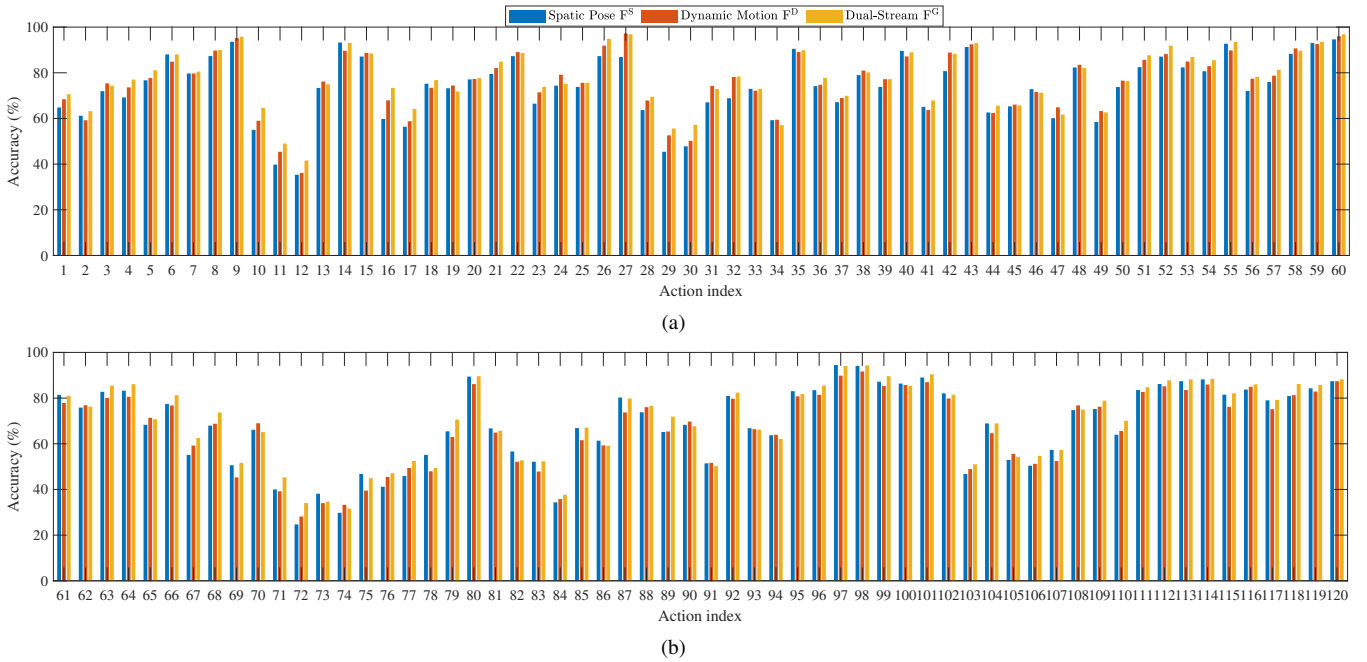 Spatic Pose F^S Dynamic Motion F^D Dual-Stream F^G
100
80
60
40
20
0
Accuracy (%)
1 2 3 4 5 6 7 8 9 10 11 12 13 14 15 16 17 18 19 20 21 22 23 24 25 26 27 28 29 30 31 32 33 34 35 36 37 38 39 40 41 42 43 44 45 46 47 48 49 50 51 52 53 54 55 56 57 58 59 60
Action index
(a)
100
80
60
40
20
0
Accuracy (%)
61 62 63 64 65 66 67 68 69 70 71 72 73 74 75 76 77 78 79 80 81 82 83 84 85 86 87 88 89 90 91 92 93 94 95 96 97 98 99 100 101 102 103 104 105 106 107 108 109 110 111 112 113 114 115 116 117 118 119 120
Action index
(b)